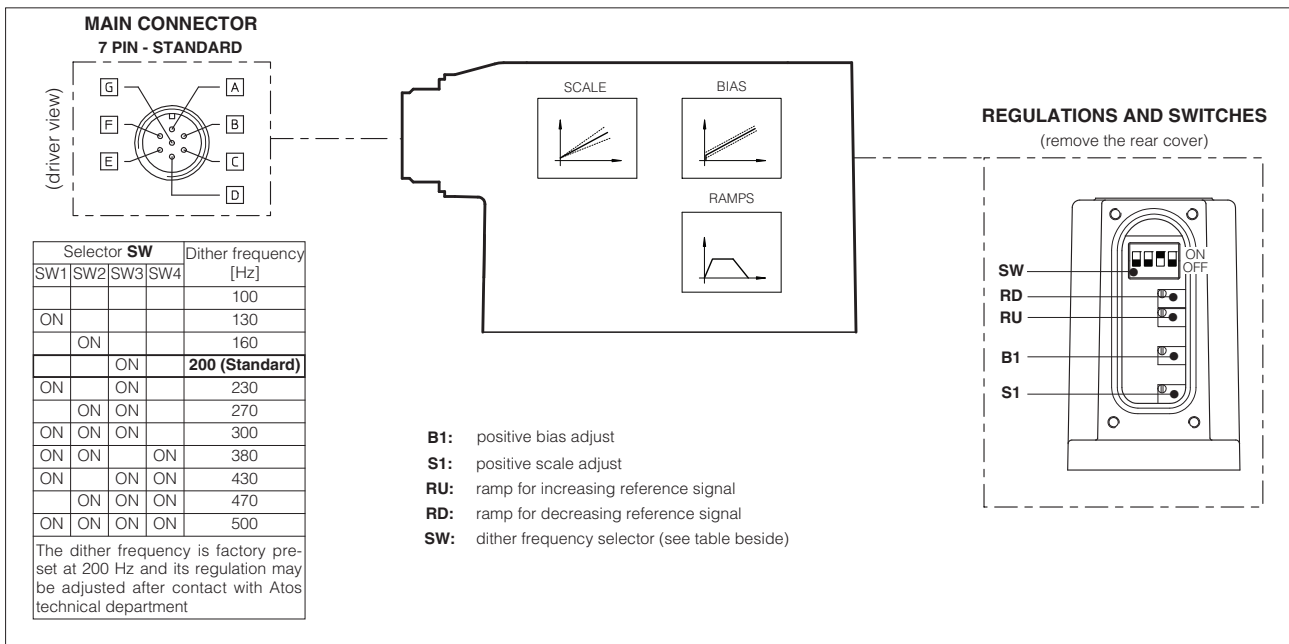 MAIN CONNECTOR
7 PIN - STANDARD
(driver view)
G
A
F
B
E
C
D
SCALE
BIAS
RAMPS
REGULATIONS AND SWITCHES
(remove the rear cover)
ON
OFF
SW
RD
RU
B1
S1
Selector SW Dither frequency
SW1 SW2 SW3 SW4 [Hz]
100
ON 130
ON 160
ON 200 (Standard)
ON ON 230
ON ON 270
ON ON ON 300
ON ON ON 380
ON ON ON 430
ON ON ON 470
ON ON ON ON 500
The dither frequency is factory pre-
set at 200 Hz and its regulation may
be adjusted after contact with Atos
technical department
B1: positive bias adjust
S1: positive scale adjust
RU: ramp for increasing reference signal
RD: ramp for decreasing reference signal
SW: dither frequency selector (see table beside)